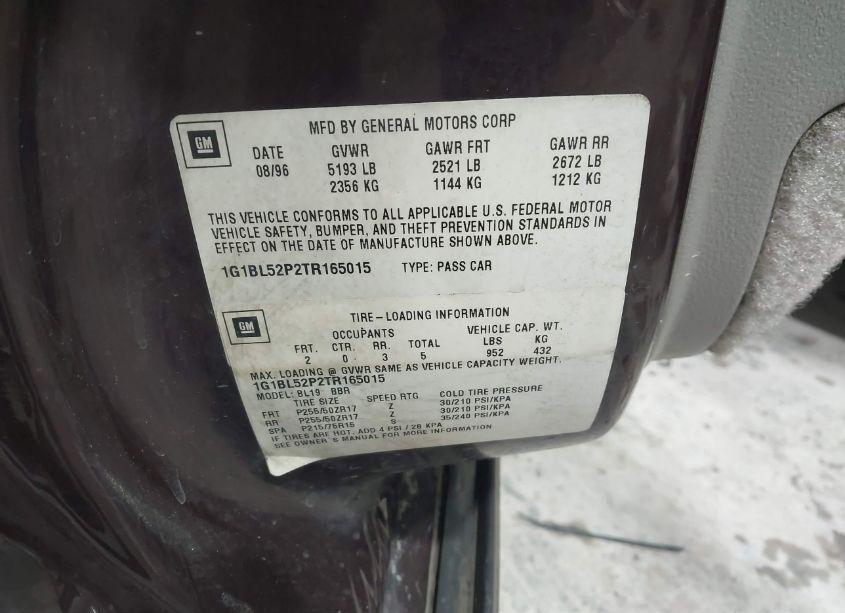 GM
MFD BY GENERAL MOTORS CORP
DATE GVWR GAWR FRT GAWR RR
08/96 5193 LB 2521 LB 2672 LB
2356 KG 1144 KG 1212 KG
THIS VEHICLE CONFORMS TO ALL APPLICABLE U.S. FEDERAL MOTOR
VEHICLE SAFETY, BUMPER, AND THEFT PREVENTION STANDARDS IN
EFFECT ON THE DATE OF MANUFACTURE SHOWN ABOVE.
1G1BL52P2TR165015 TYPE: PASS CAR
GM
TIRE-LOADING INFORMATION
OCCUPANTS VEHICLE CAP. WT.
FRT. CTR. RR. TOTAL LBS KG
2 0 3 5 952 432
MAX. LOADING @ GVWR SAME AS VEHICLE CAPACITY WEIGHT.
1G1BL52P2TR165015
MODEL: BL19 BBR
TIRE SIZE SPEED RTG COLD TIRE PRESSURE
FRT P255/50ZR17 Z 30/210 PSI/KPA
RR P255/50ZR17 Z 30/210 PSI/KPA
SPA P215/75R15 S 35/240 PSI/KPA
IF TIRES ARE HOT, ADD 4 PSI / 28 KPA
SEE OWNER'S MANUAL FOR MORE INFORMATION